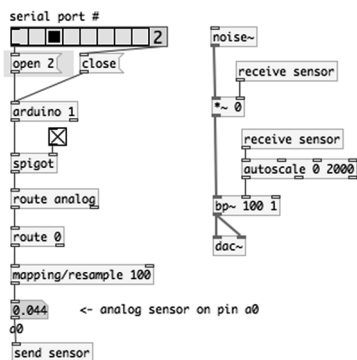 serial port #
2
open 2
close
arduino 1
spigot
route analog
route 0
mapping/resample 100
0.044
<- analog sensor on pin a0
a0
send sensor
noise~
receive sensor
*~ 0
receive sensor
autoscale 0 2000
bp~ 100 1
dac~